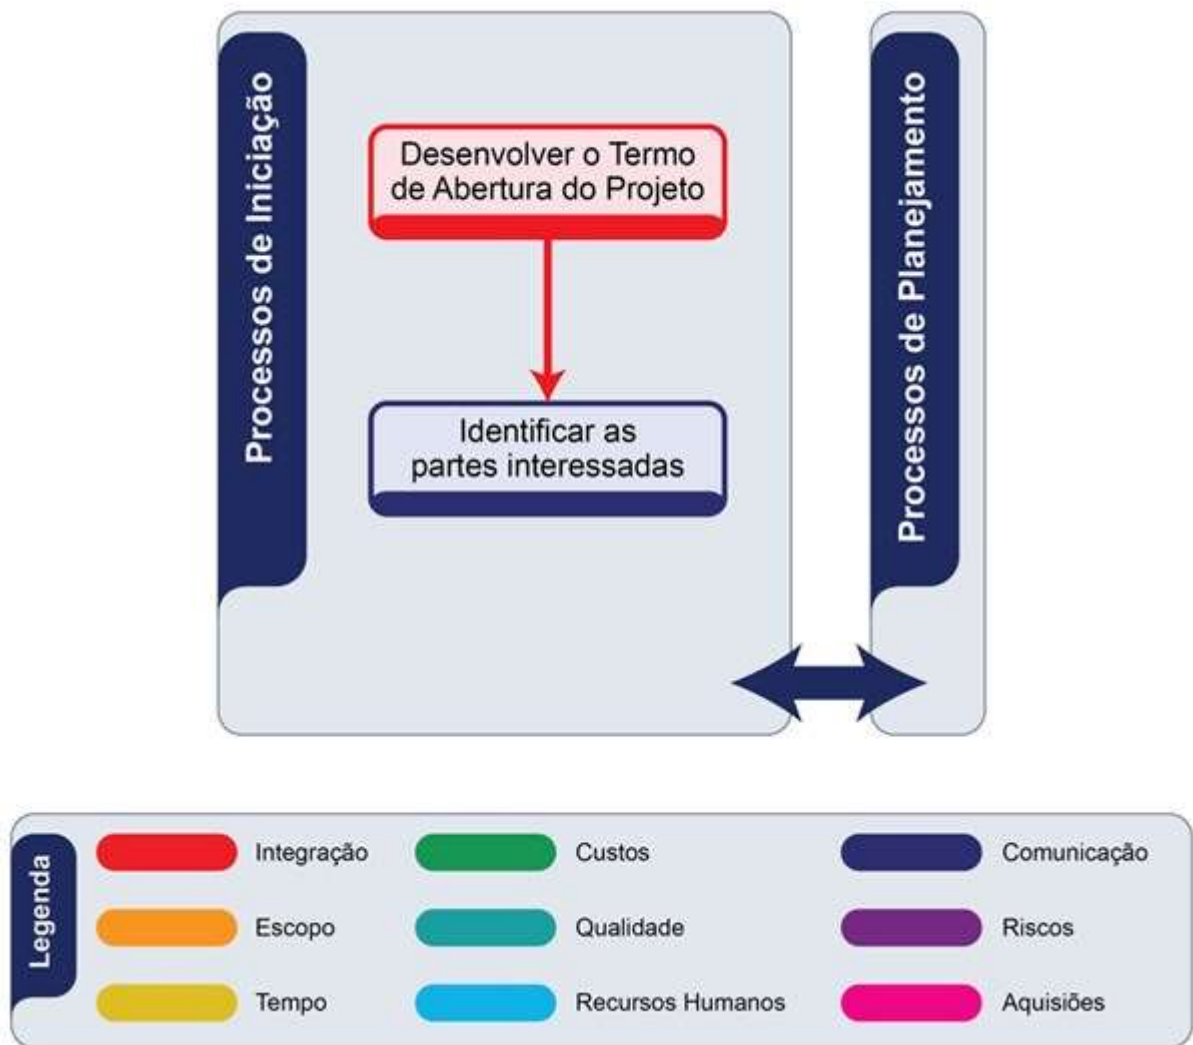 Processos de Iniciação
Desenvolver o Termo
de Abertura do Projeto
Identificar as
partes interessadas
Processos de Planejamento
Legenda
Integração
Custos
Comunicação
Escopo
Qualidade
Riscos
Tempo
Recursos Humanos
Aquisiões